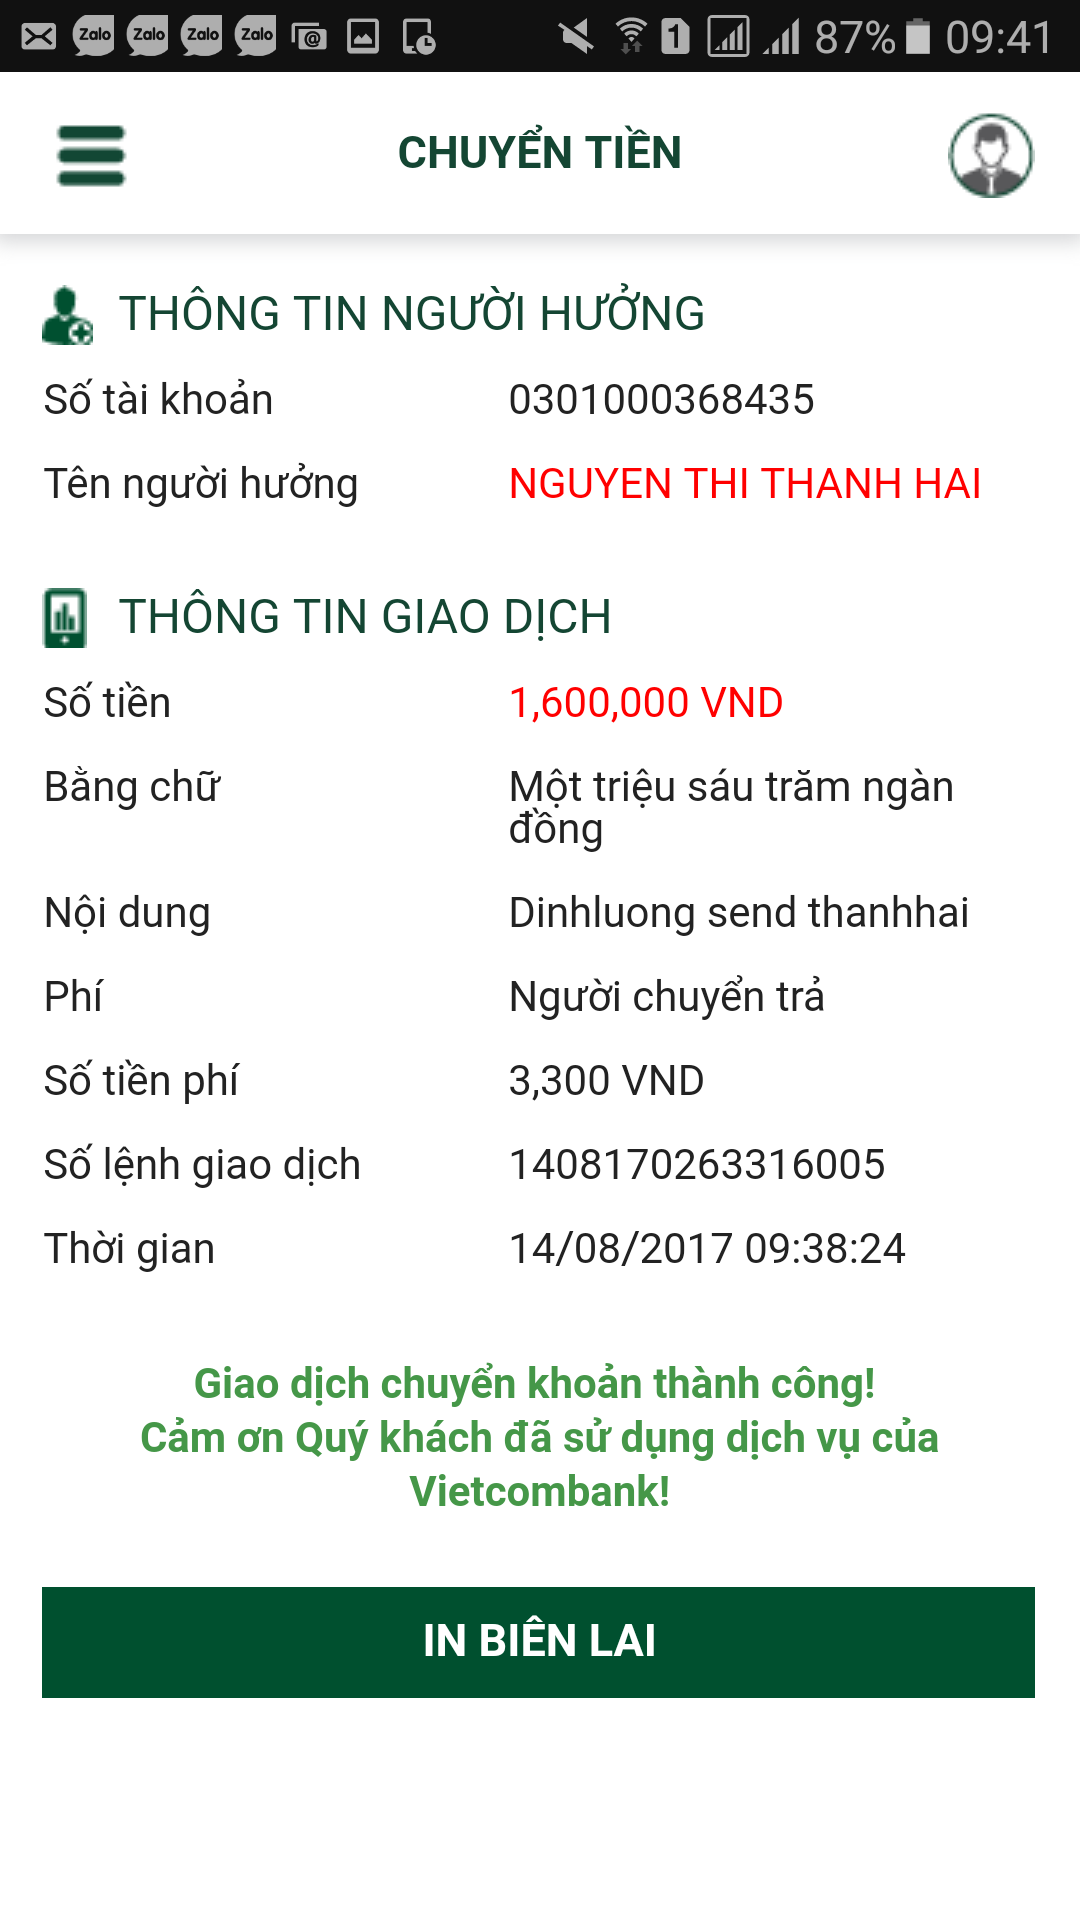 Zalo Zalo Zalo Zalo @ 1 87% 09:41
CHUYỂN TIỀN
THÔNG TIN NGƯỜI HƯỞNG
Số tài khoản 0301000368435
Tên người hưởng NGUYEN THI THANH HAI
THÔNG TIN GIAO DỊCH
Số tiền 1,600,000 VND
Bằng chữ Một triệu sáu trăm ngàn
đồng
Nội dung Dinhluong send thanhhai
Phí Người chuyển trả
Số tiền phí 3,300 VND
Số lệnh giao dịch 1408170263316005
Thời gian 14/08/2017 09:38:24
Giao dịch chuyển khoản thành công!
Cảm ơn Quý khách đã sử dụng dịch vụ của
Vietcombank!
IN BIÊN LAI